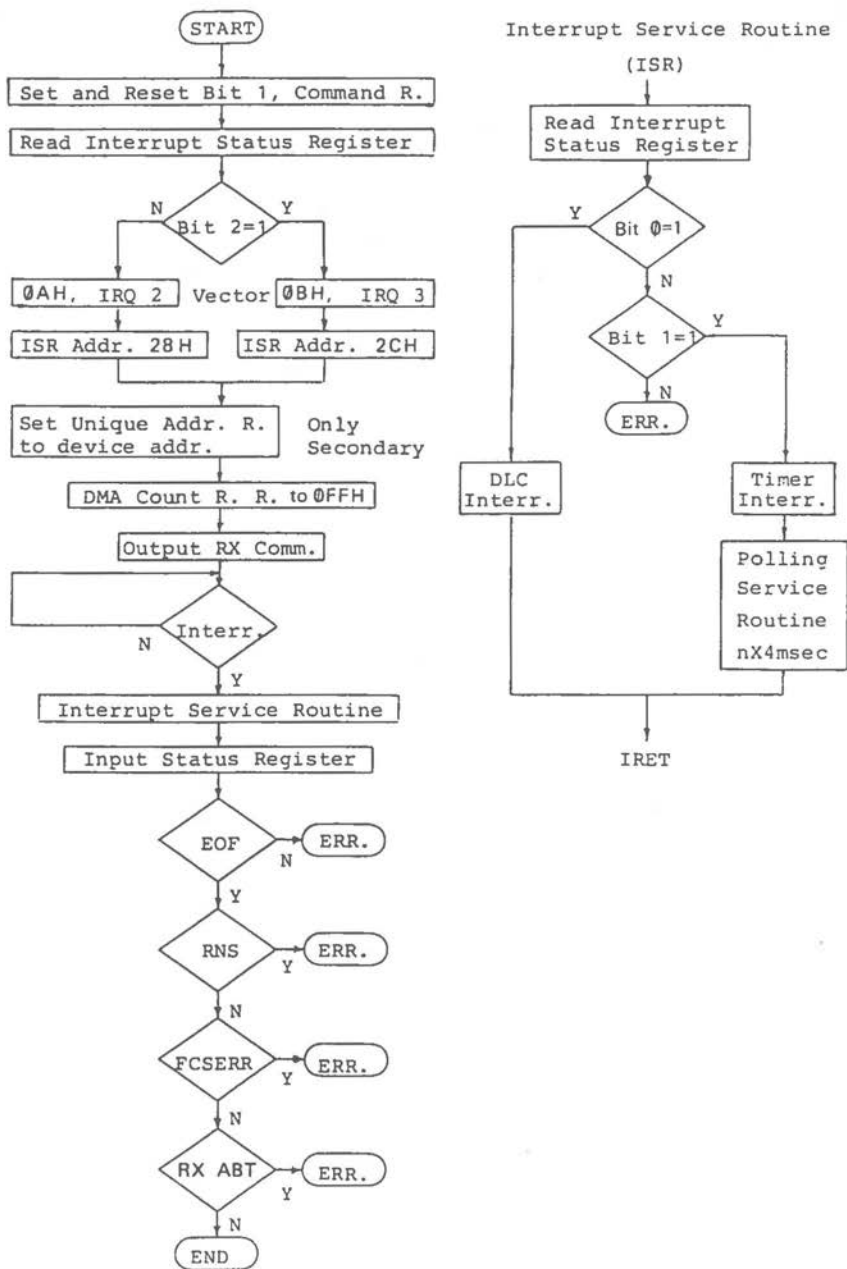 START
Set and Reset Bit 1, Command R.
Read Interrupt Status Register
Bit 2=1
N
Y
ØAH, IRQ 2
Vector
ØBH, IRQ 3
ISR Addr. 28H
ISR Addr. 2CH
Set Unique Addr. R.
to device addr.
Only
Secondary
DMA Count R. R. to ØFFH
Output RX Comm.
Interr.
N
Y
Interrupt Service Routine
Input Status Register
EOF
N
ERR.
Y
RNS
Y
ERR.
N
FCSERR
Y
ERR.
N
RX ABT
Y
ERR.
N
END
Interrupt Service Routine
(ISR)
Read Interrupt
Status Register
Y
Bit Ø=1
N
Bit 1=1
Y
N
ERR.
DLC
Interr.
Timer
Interr.
Polling
Service
Routine
nX4msec
IRET